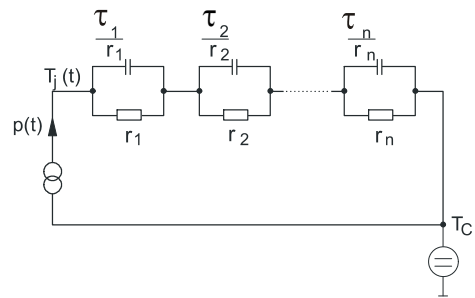 τ1 τ2 τn
r1 r2 rn
Tj (t)
p(t)
r1 r2 rn
TC